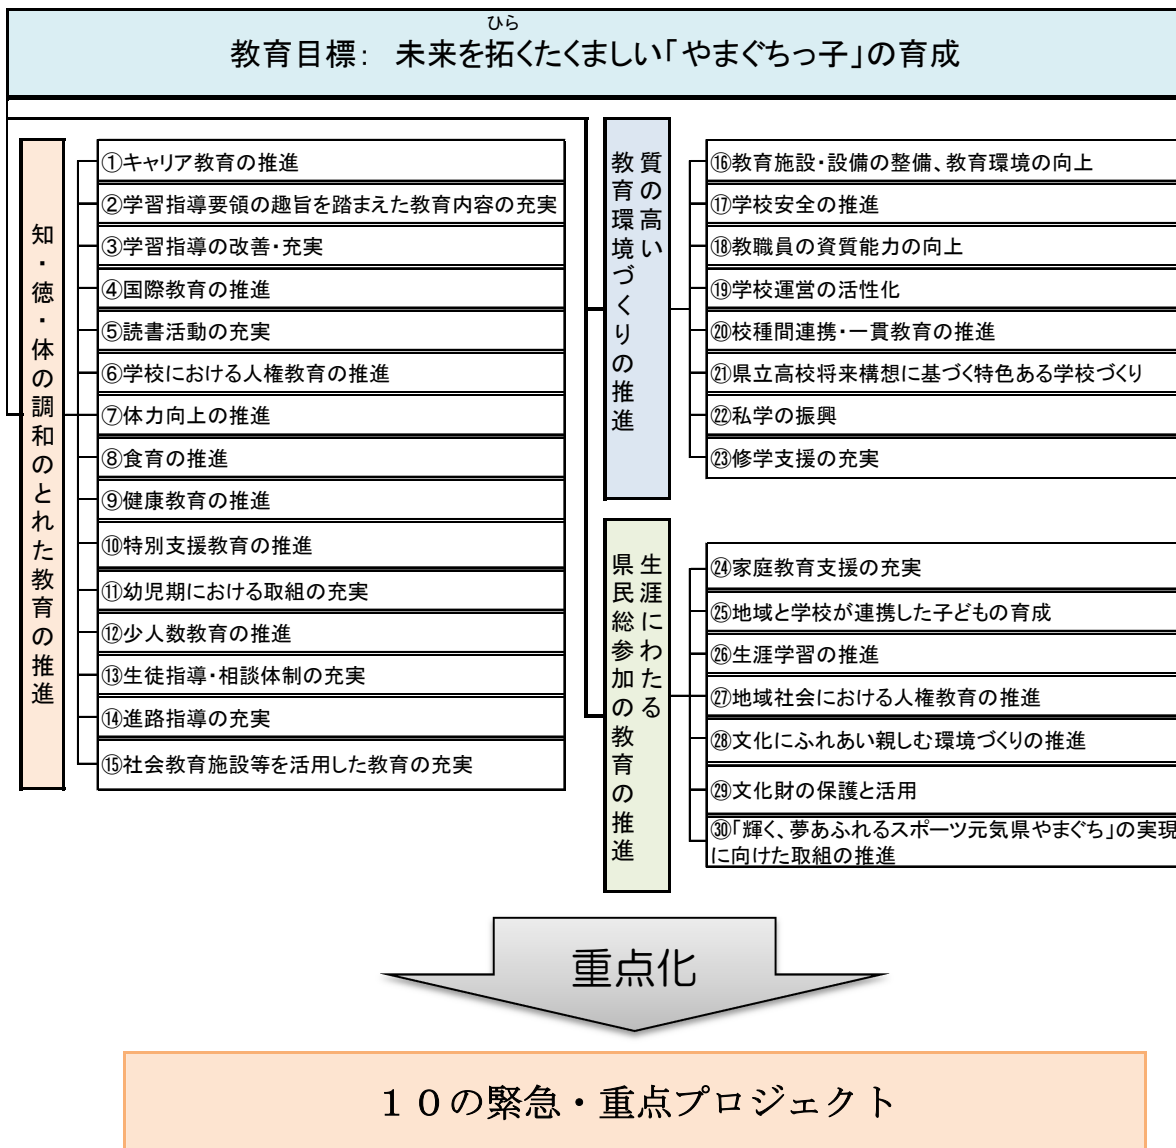 ひら
教育目標： 未来を拓くたくましい「やまぐちっ子」の育成
知・徳・体の調和のとれた教育の推進
①キャリア教育の推進
②学習指導要領の趣旨を踏まえた教育内容の充実
③学習指導の改善・充実
④国際教育の推進
⑤読書活動の充実
⑥学校における人権教育の推進
⑦体力向上の推進
⑧食育の推進
⑨健康教育の推進
⑩特別支援教育の推進
⑪幼児期における取組の充実
⑫少人数教育の推進
⑬生徒指導・相談体制の充実
⑭進路指導の充実
⑮社会教育施設等を活用した教育の充実
質の高い
教育環境づくりの推進
⑯教育施設・設備の整備、教育環境の向上
⑰学校安全の推進
⑱教職員の資質能力の向上
⑲学校運営の活性化
⑳校種間連携・一貫教育の推進
㉑県立高校将来構想に基づく特色ある学校づくり
㉒私学の振興
㉓修学支援の充実
生涯にわたる
県民総参加の教育の推進
㉔家庭教育支援の充実
㉕地域と学校が連携した子どもの育成
㉖生涯学習の推進
㉗地域社会における人権教育の推進
㉘文化にふれあい親しむ環境づくりの推進
㉙文化財の保護と活用
㉚「輝く、夢あふれるスポーツ元気県やまぐち」の実現
に向けた取組の推進
重点化
１０の緊急・重点プロジェクト